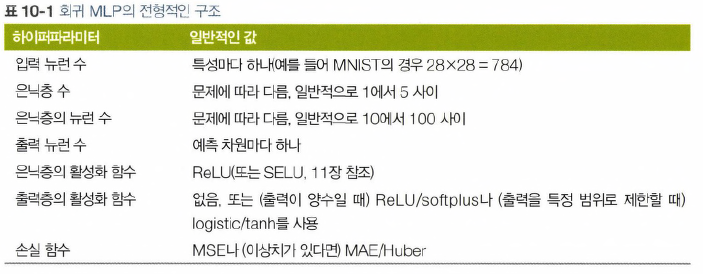 표 10-1 회귀 MLP의 전형적인 구조
하이퍼파라미터 일반적인 값
입력 뉴런 수 특성마다 하나(예를 들어 MNIST의 경우 28×28 = 784)
은닉층 수 문제에 따라 다름, 일반적으로 1에서 5 사이
은닉층의 뉴런 수 문제에 따라 다름, 일반적으로 10에서 100 사이
출력 뉴런 수 예측 차원마다 하나
은닉층의 활성화 함수 ReLU(또는 SELU, 11장 참조)
출력층의 활성화 함수 없음, 또는 (출력이 양수일 때) ReLU/softplus나 (출력을 특정 범위로 제한할 때)
logistic/tanh를 사용
손실 함수 MSE나 (이상치가 있다면) MAE/Huber